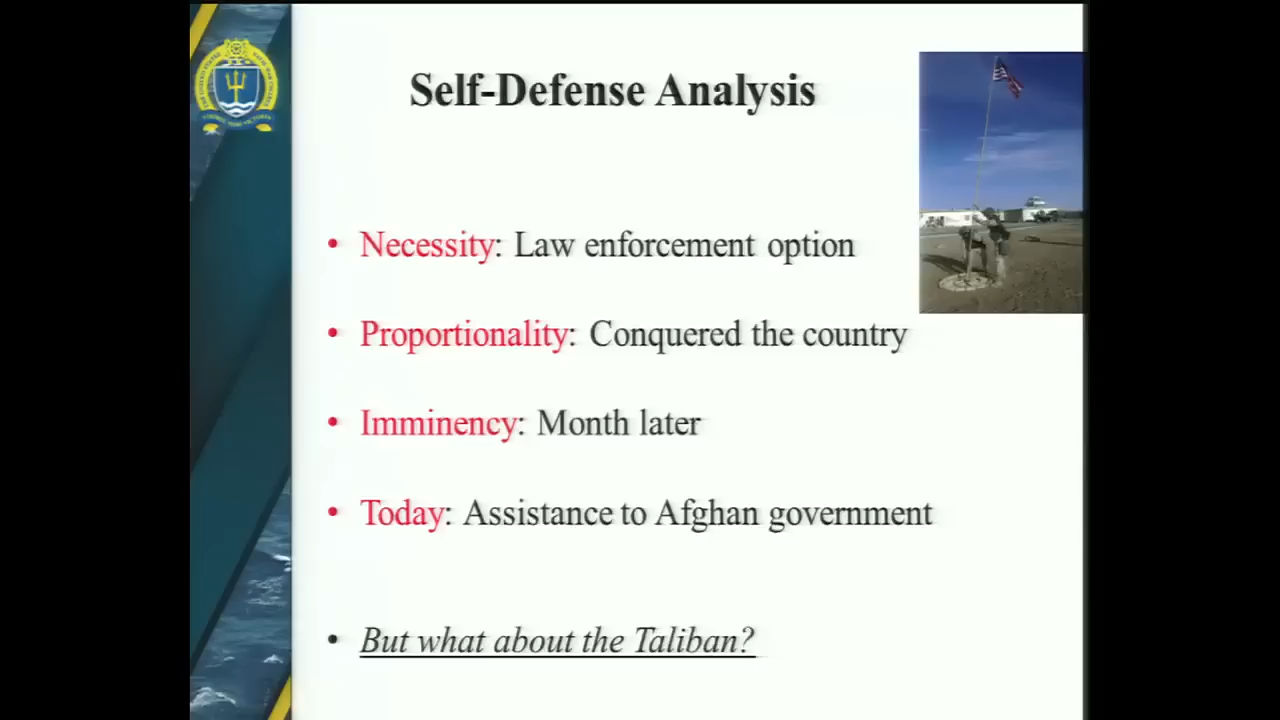 Self-Defense Analysis
• Necessity: Law enforcement option
• Proportionality: Conquered the country
• Imminency: Month later
• Today: Assistance to Afghan government
• But what about the Taliban?